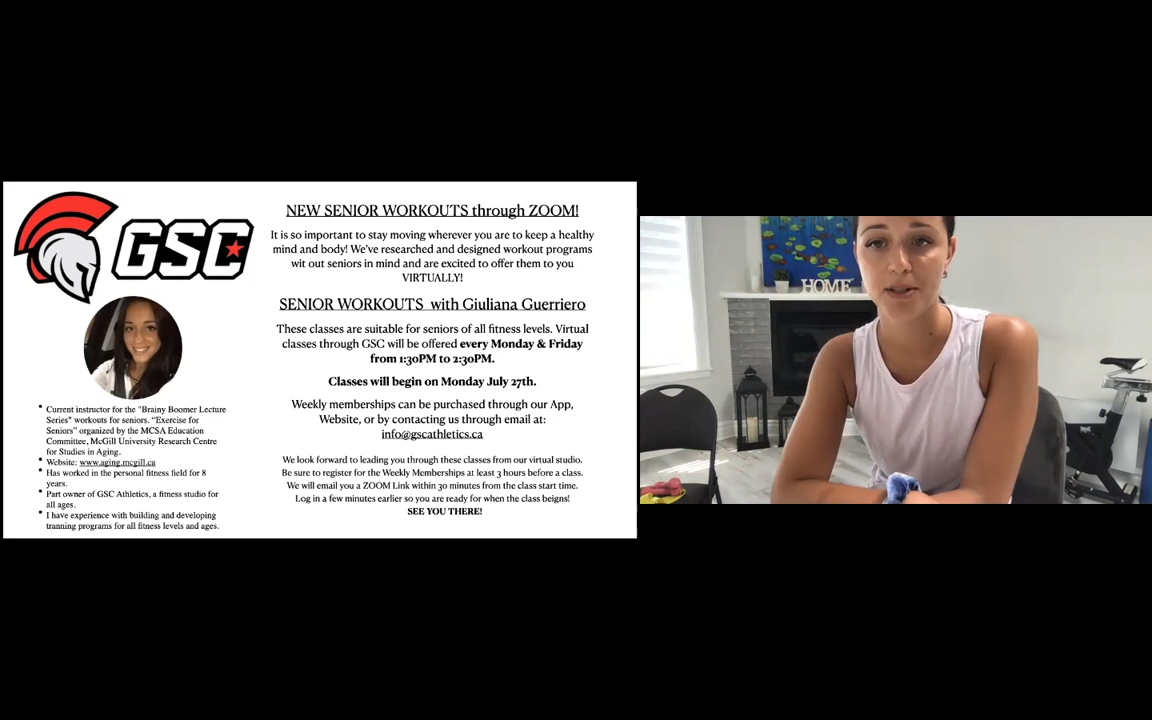 GSC
Current instructor for the "Brainy Boomer Lecture
Series" workouts for seniors. "Exercise for
Seniors" organized by the MCSA Education
Committee, McGill University Research Centre
for Studies in Aging.
Website: www.aging.mcgill.ca
Has worked in the personal fitness field for 8
years.
Part owner of GSC Athletics, a fitness studio for
all ages.
I have experience with building and developing
tranning programs for all fitness levels and ages.
NEW SENIOR WORKOUTS through ZOOM!
It is so important to stay moving wherever you are to keep a healthy
mind and body! We've researched and designed workout programs
wit out seniors in mind and are excited to offer them to you
VIRTUALLY!
SENIOR WORKOUTS with Giuliana Guerriero
These classes are suitable for seniors of all fitness levels. Virtual
classes through GSC will be offered every Monday & Friday
from 1:30PM to 2:30PM.
Classes will begin on Monday July 27th.
Weekly memberships can be purchased through our App,
Website, or by contacting us through email at:
info@gscathletics.ca
We look forward to leading you through these classes from our virtual studio.
Be sure to register for the Weekly Memberships at least 3 hours before a class.
We will email you a ZOOM Link within 30 minutes from the class start time.
Log in a few minutes earlier so you are ready for when the class begins!
SEE YOU THERE!
HOME